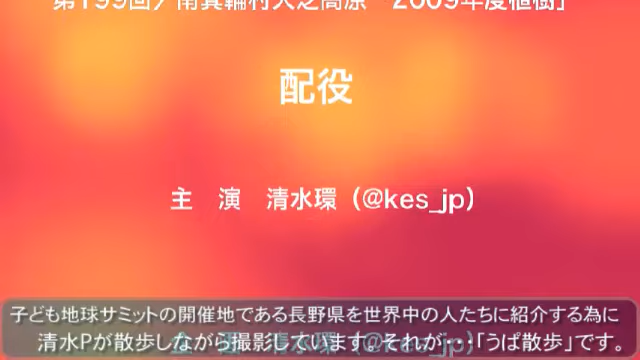 第199回／南箕輪村大芝高原　2009年度植樹」
配役
主　演　清水環（@kes_jp）
子ども地球サミットの開催地である長野県を世界中の人たちに紹介する為に
清水Pが散歩しながら撮影しています。それが・・・「うぱ散歩」です。